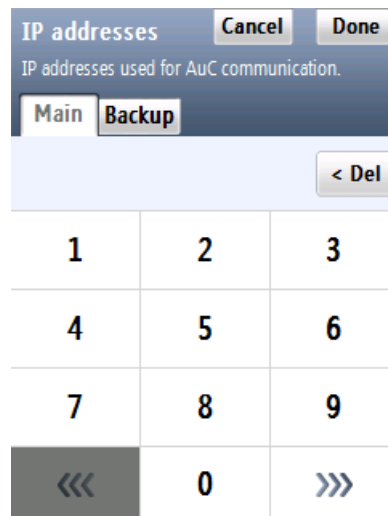 IP addresses Cancel Done
IP addresses used for AuC communication.
Main Backup
< Del
1 2 3
4 5 6
7 8 9
<<< 0 >>>